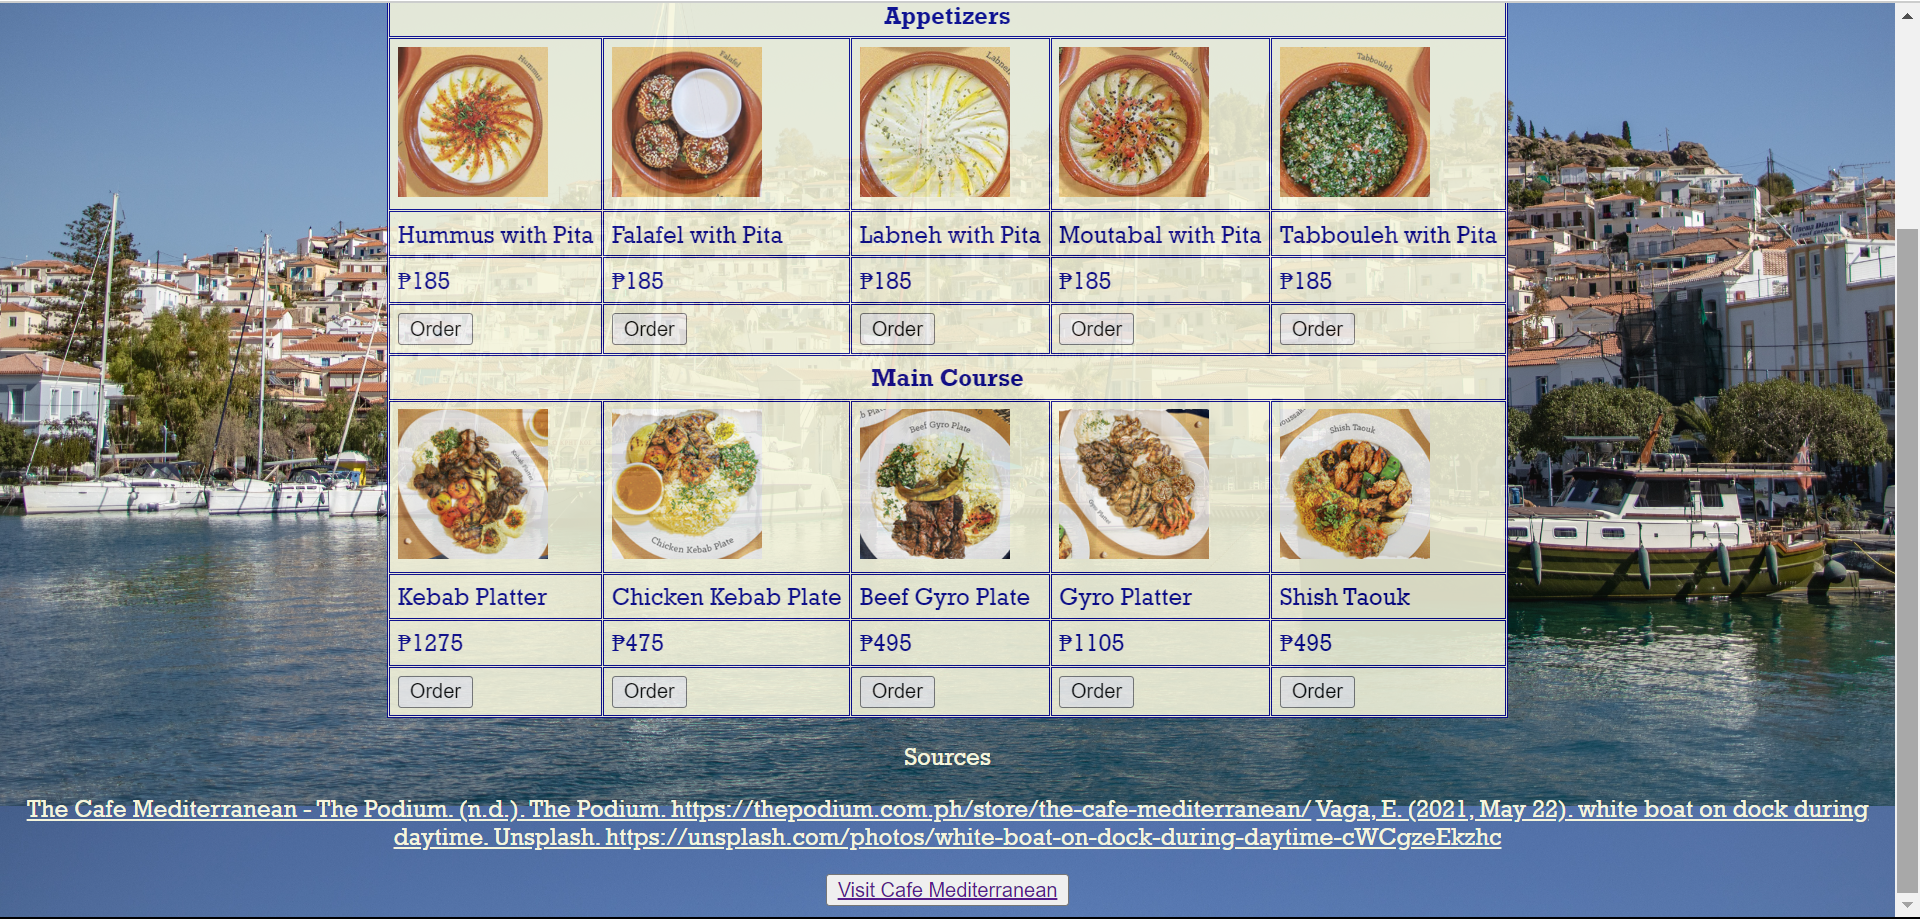 Appetizers
Hummus
Falafel
Labneh
Moutabal
Tabbouleh
Hummus with Pita Falafel with Pita Labneh with Pita Moutabal with Pita Tabbouleh with Pita
₱185 ₱185 ₱185 ₱185 ₱185
Order Order Order Order Order
Main Course
Kebab Platter
Chicken Kebab Plate
Beef Gyro Plate
Gyro Platter
Shish Taouk
Kebab Platter Chicken Kebab Plate Beef Gyro Plate Gyro Platter Shish Taouk
₱1275 ₱475 ₱495 ₱1105 ₱495
Order Order Order Order Order
Sources
The Cafe Mediterranean - The Podium. (n.d.). The Podium. https://thepodium.com.ph/store/the-cafe-mediterranean/ Vaga, E. (2021, May 22). white boat on dock during
daytime. Unsplash. https://unsplash.com/photos/white-boat-on-dock-during-daytime-cWCgzeEkzhc
Visit Cafe Mediterranean